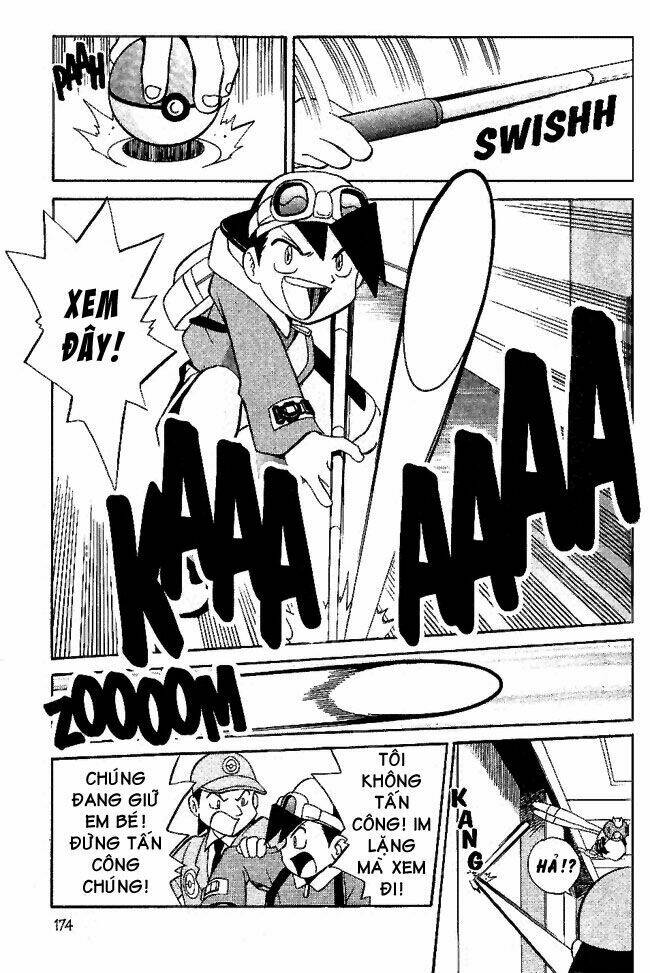 PAAH
SWISHH
XEM
ĐÂY!
KAAA
AAAA
ZOOOOM
CHÚNG
ĐANG GIỮ
EM BÉ!
ĐỪNG TẤN
CÔNG
CHÚNG!
TÔI
KHÔNG
TẤN
CÔNG! IM
LẶNG
MÀ XEM
ĐI!
KANG
HẢ!?
174